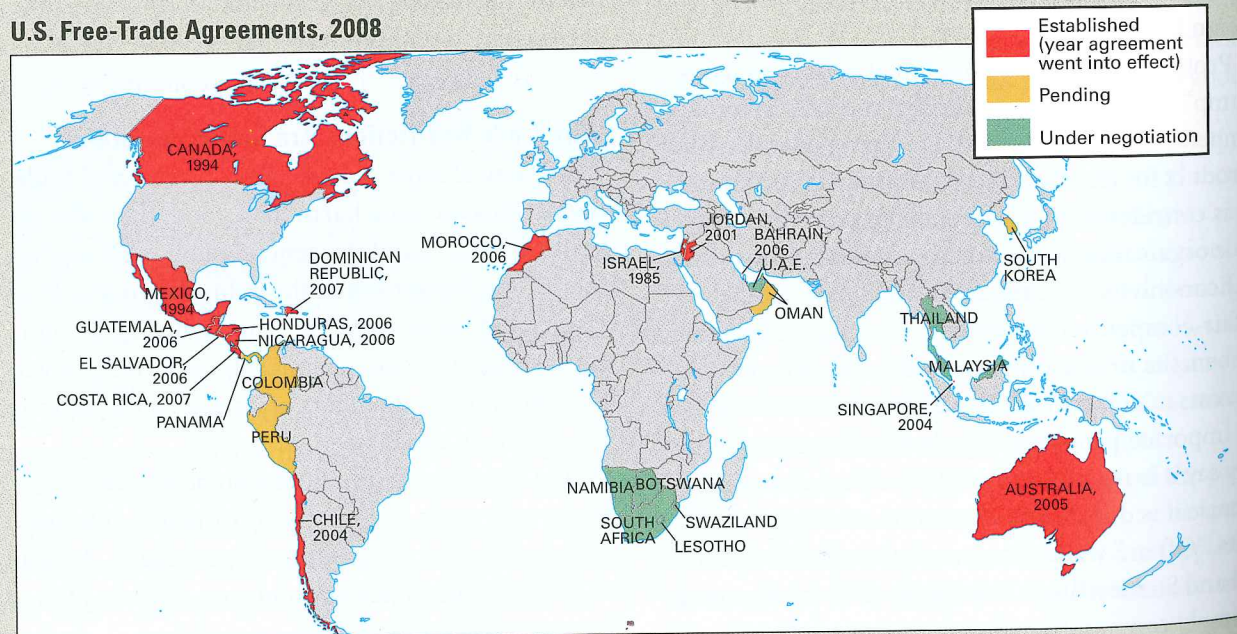 U.S. Free-Trade Agreements, 2008
Established
(year agreement
went into effect)
Pending
Under negotiation
CANADA,
1994
MEXICO,
1994
DOMINICAN
REPUBLIC,
2007
GUATEMALA,
2006
HONDURAS, 2006
NICARAGUA, 2006
EL SALVADOR,
2006
COSTA RICA, 2007
PANAMA
COLOMBIA
PERU
CHILE,
2004
MOROCCO,
2006
ISRAEL,
1985
JORDAN,
2001
BAHRAIN,
2006
U.A.E.
OMAN
NAMIBIA
BOTSWANA
SOUTH
AFRICA
SWAZILAND
LESOTHO
SOUTH
KOREA
THAILAND
MALAYSIA
SINGAPORE,
2004
AUSTRALIA,
2005